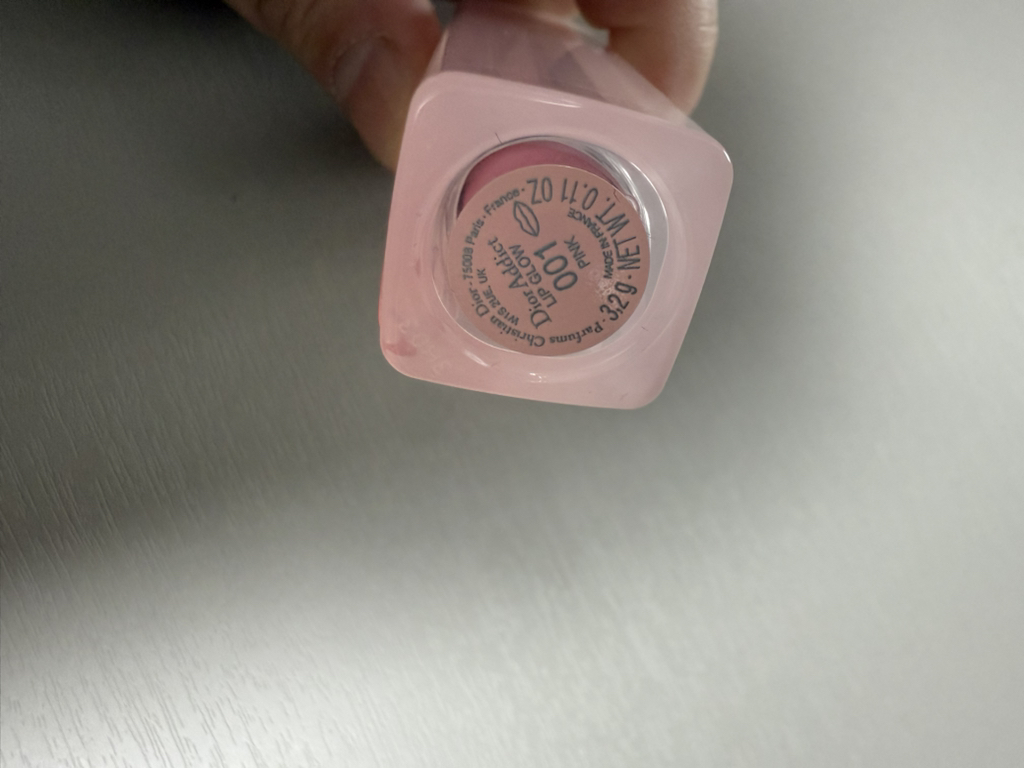 Parfums Christian Dior · 75008 Paris · France ·
W1S 2UE, UK
Dior Addict
LIP GLOW
001
PINK
MADE IN FRANCE
3,2 g · NET WT. 0.11 OZ